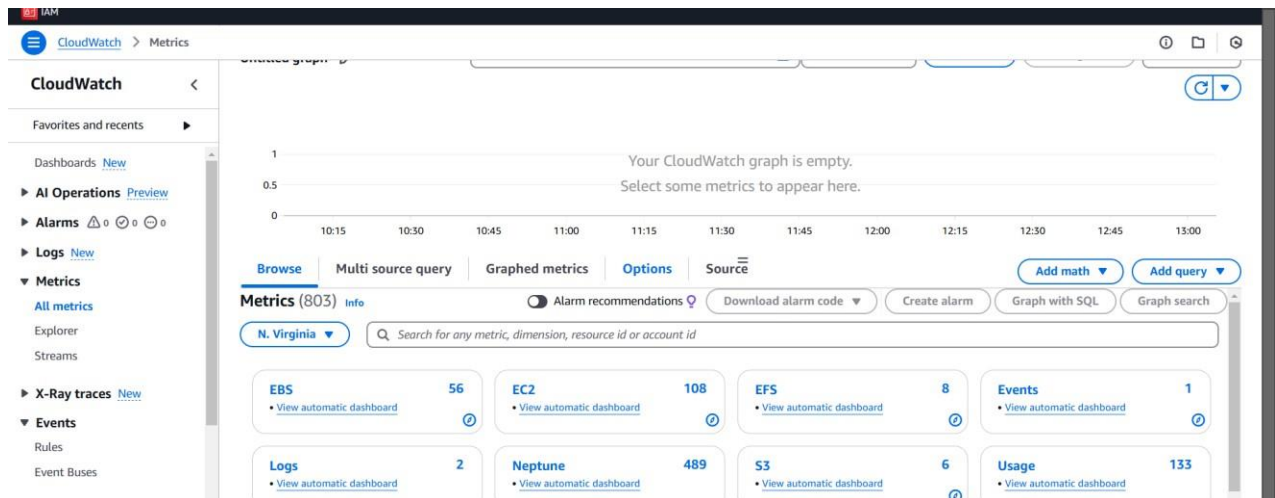 IAM
CloudWatch > Metrics
CloudWatch
Favorites and recents
Dashboards New
AI Operations Preview
Alarms 0 0 0
Logs New
Metrics
All metrics
Explorer
Streams
X-Ray traces New
Events
Rules
Event Buses
Untitled graph
1
0.5
0
Your CloudWatch graph is empty.
Select some metrics to appear here.
10:15 10:30 10:45 11:00 11:15 11:30 11:45 12:00 12:15 12:30 12:45 13:00
Browse Multi source query Graphed metrics Options Source Add math Add query
Metrics (803) Info Alarm recommendations Download alarm code Create alarm Graph with SQL Graph search
N. Virginia Search for any metric, dimension, resource id or account id
EBS 56 EC2 108 EFS 8 Events 1
• View automatic dashboard • View automatic dashboard • View automatic dashboard • View automatic dashboard
Logs 2 Neptune 489 S3 6 Usage 133
• View automatic dashboard • View automatic dashboard • View automatic dashboard • View automatic dashboard